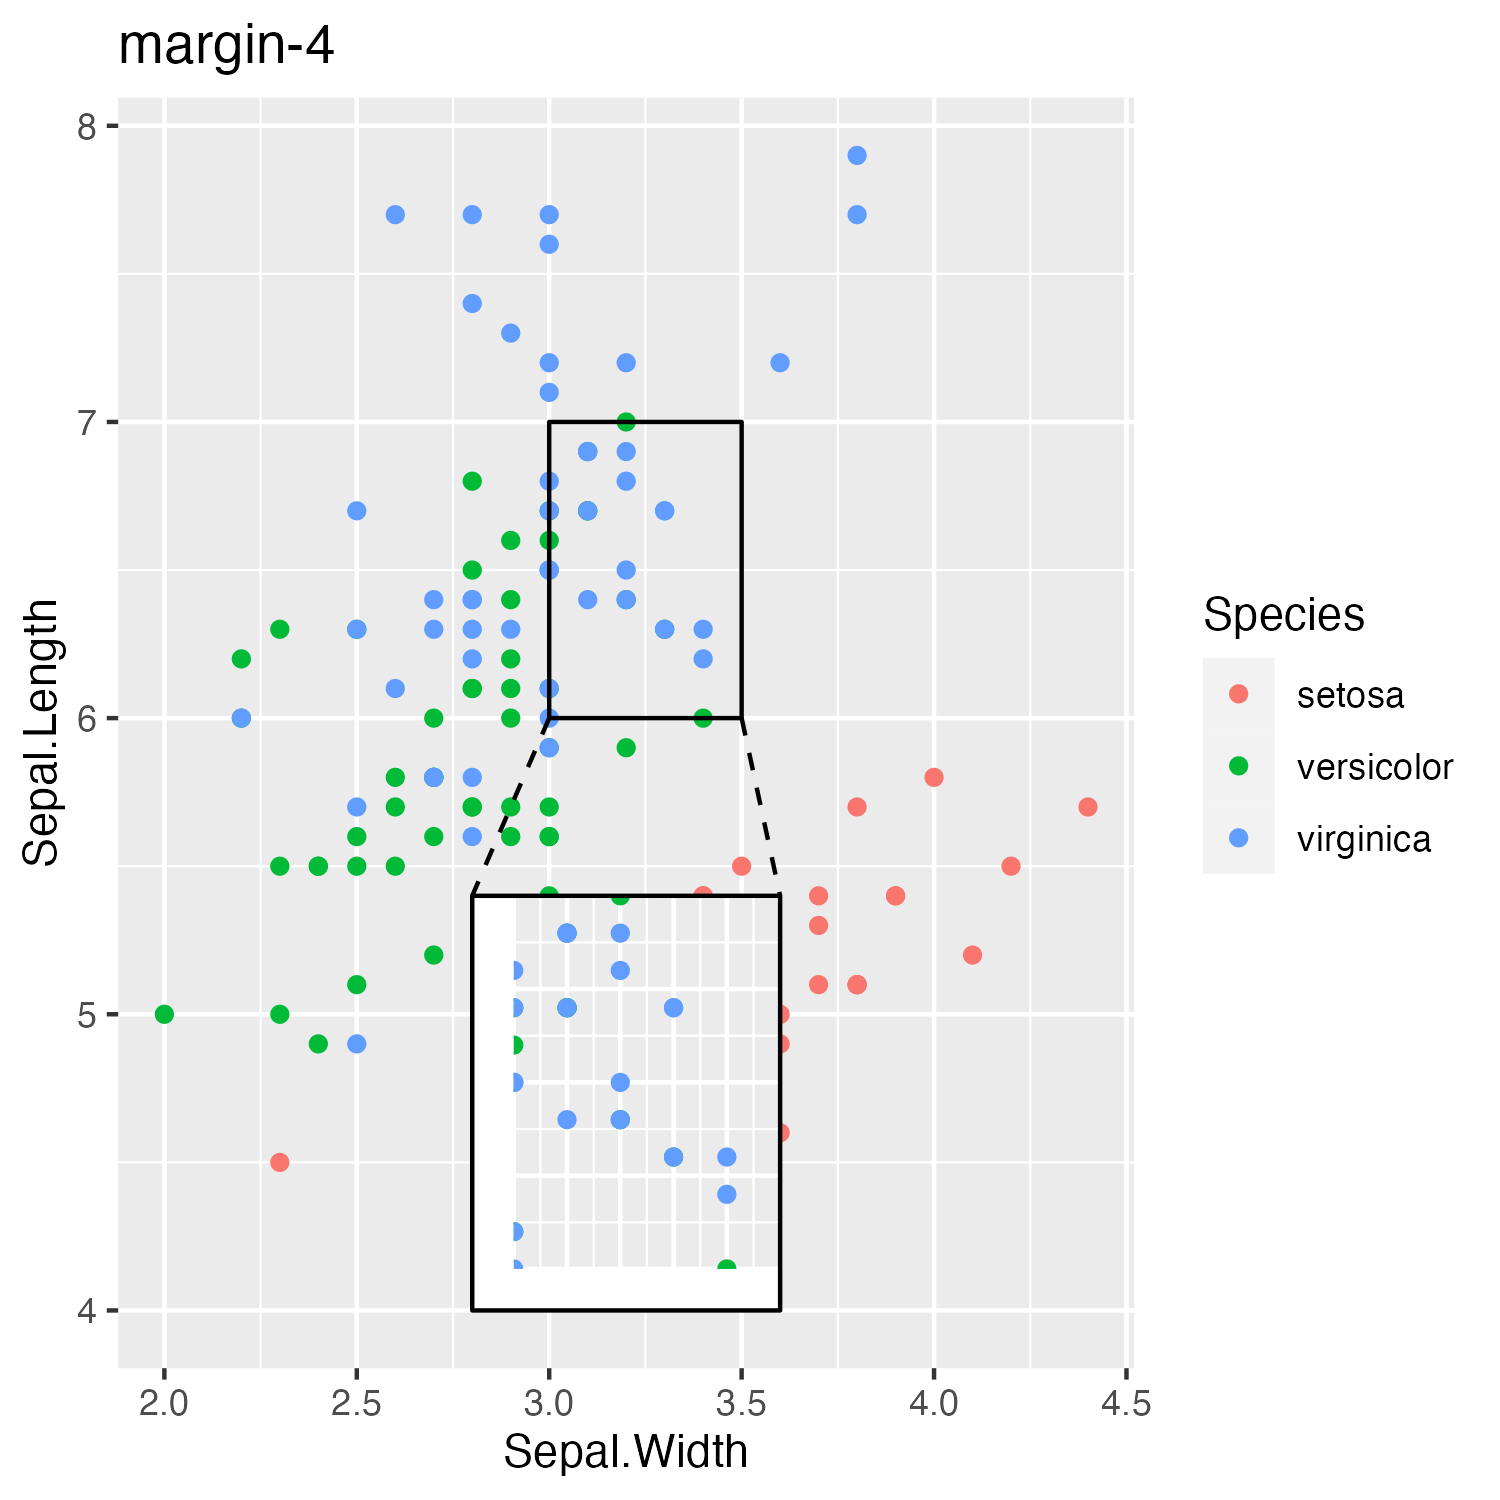 margin-4
8
7
6
5
4
Sepal.Length
2.0 2.5 3.0 3.5 4.0 4.5
Sepal.Width
Species
setosa
versicolor
virginica